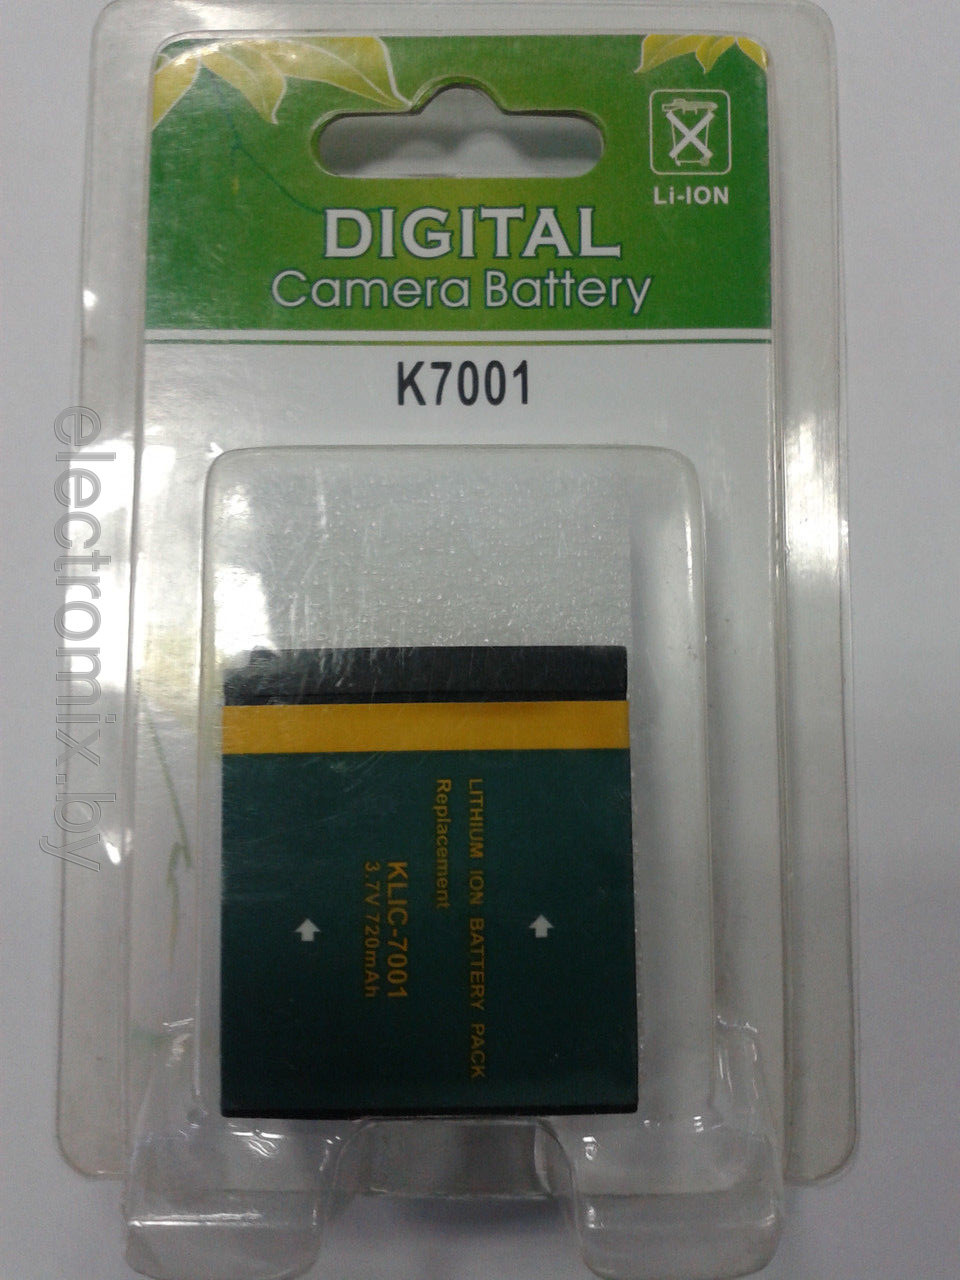 Li-ION
DIGITAL
Camera Battery
K7001
LITHIUM ION BATTERY PACK
Replacement
KLIC-7001
3.7V 720mAh
electromix.by